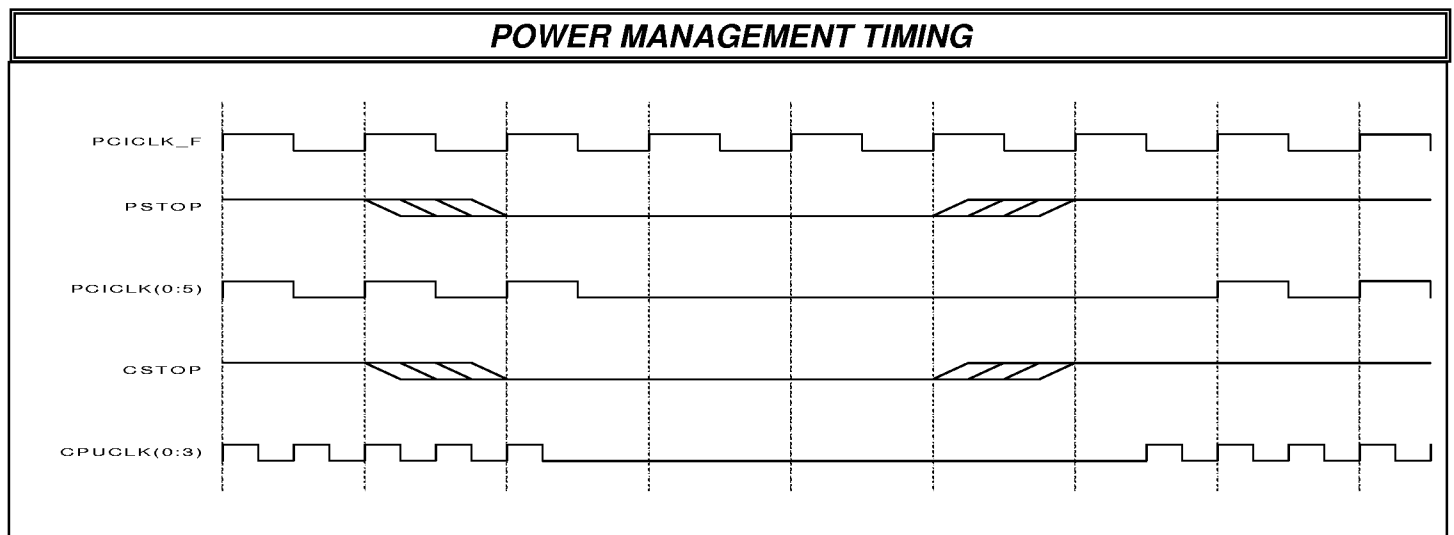 POWER MANAGEMENT TIMING
PCICLK_F
PSTOP
PCICLK(0:5)
CSTOP
CPUCLK(0:3)